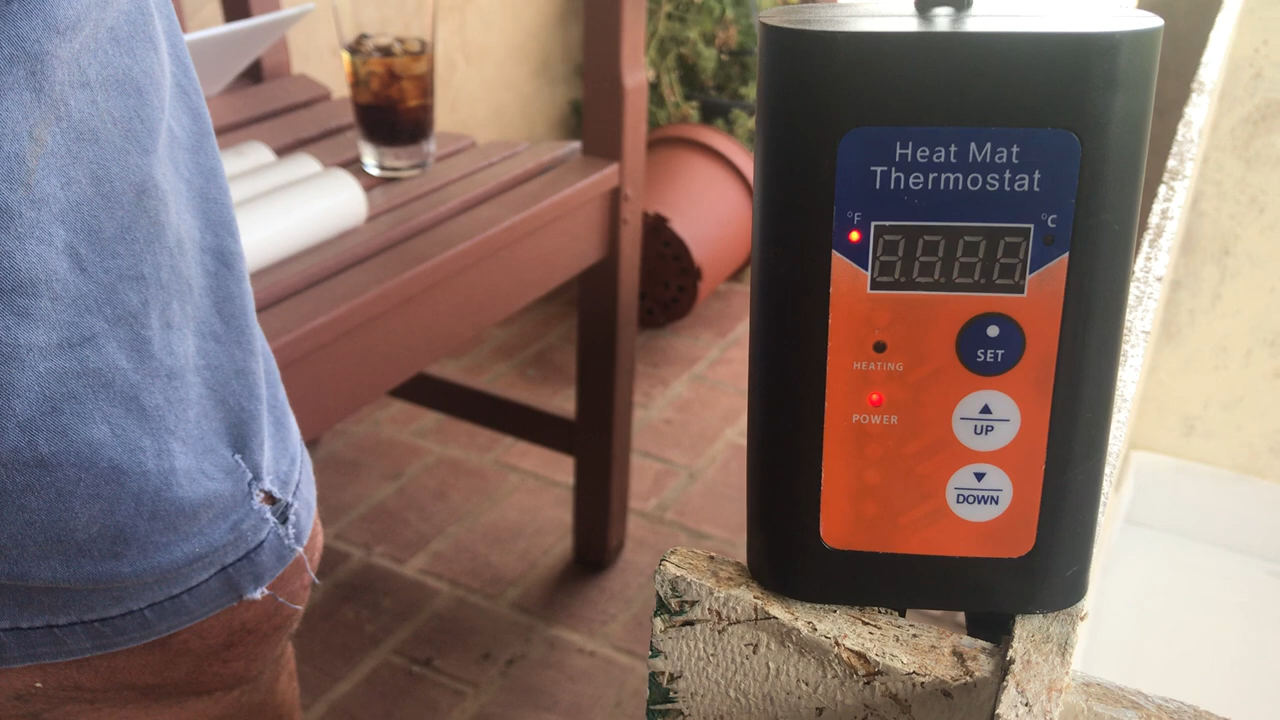 Heat Mat
Thermostat
°F
°C
SET
HEATING
UP
POWER
DOWN